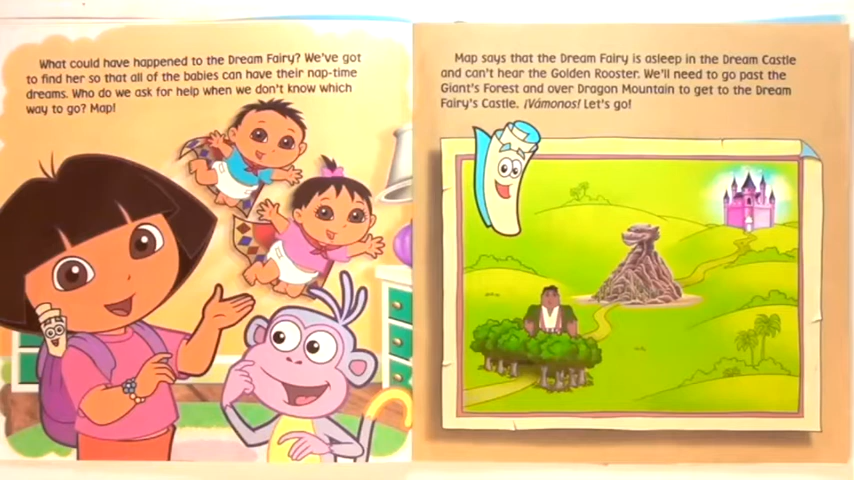 What could have happened to the Dream Fairy? We've got
to find her so that all of the babies can have their nap-time
dreams. Who do we ask for help when we don't know which
way to go? Map!
Map says that the Dream Fairy is asleep in the Dream Castle
and can't hear the Golden Rooster. We'll need to go past the
Giant's Forest and over Dragon Mountain to get to the Dream
Fairy's Castle. ¡Vámonos! Let's go!